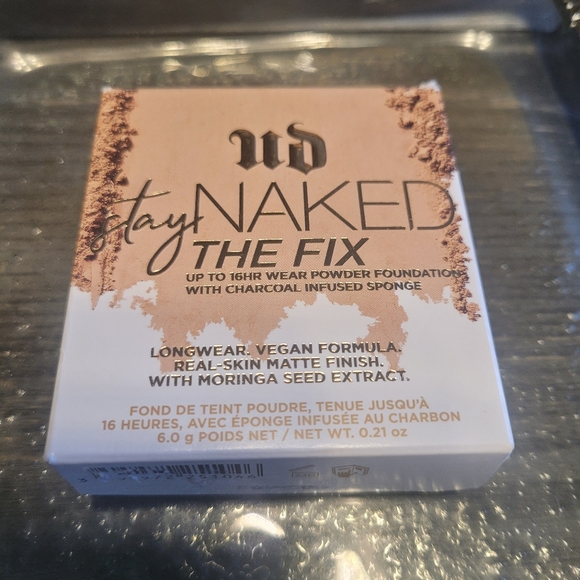 UD
stay NAKED
THE FIX
UP TO 16HR WEAR POWDER FOUNDATION
WITH CHARCOAL INFUSED SPONGE
LONGWEAR. VEGAN FORMULA.
REAL-SKIN MATTE FINISH.
WITH MORINGA SEED EXTRACT.
FOND DE TEINT POUDRE, TENUE JUSQU'À
16 HEURES, AVEC ÉPONGE INFUSÉE AU CHARBON
6.0 g POIDS NET / NET WT. 0.21 oz